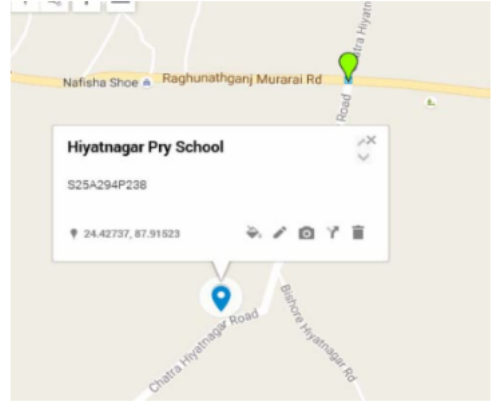 Chatra Hiyatn
Nafisha Shoe
Raghunathganj Murarai Rd
Road
Hiyatnagar Pry School
S25A294P238
24.42737, 87.91523
Chatra Hiyatnagar Road
Bishore Hiyatnagar Rd